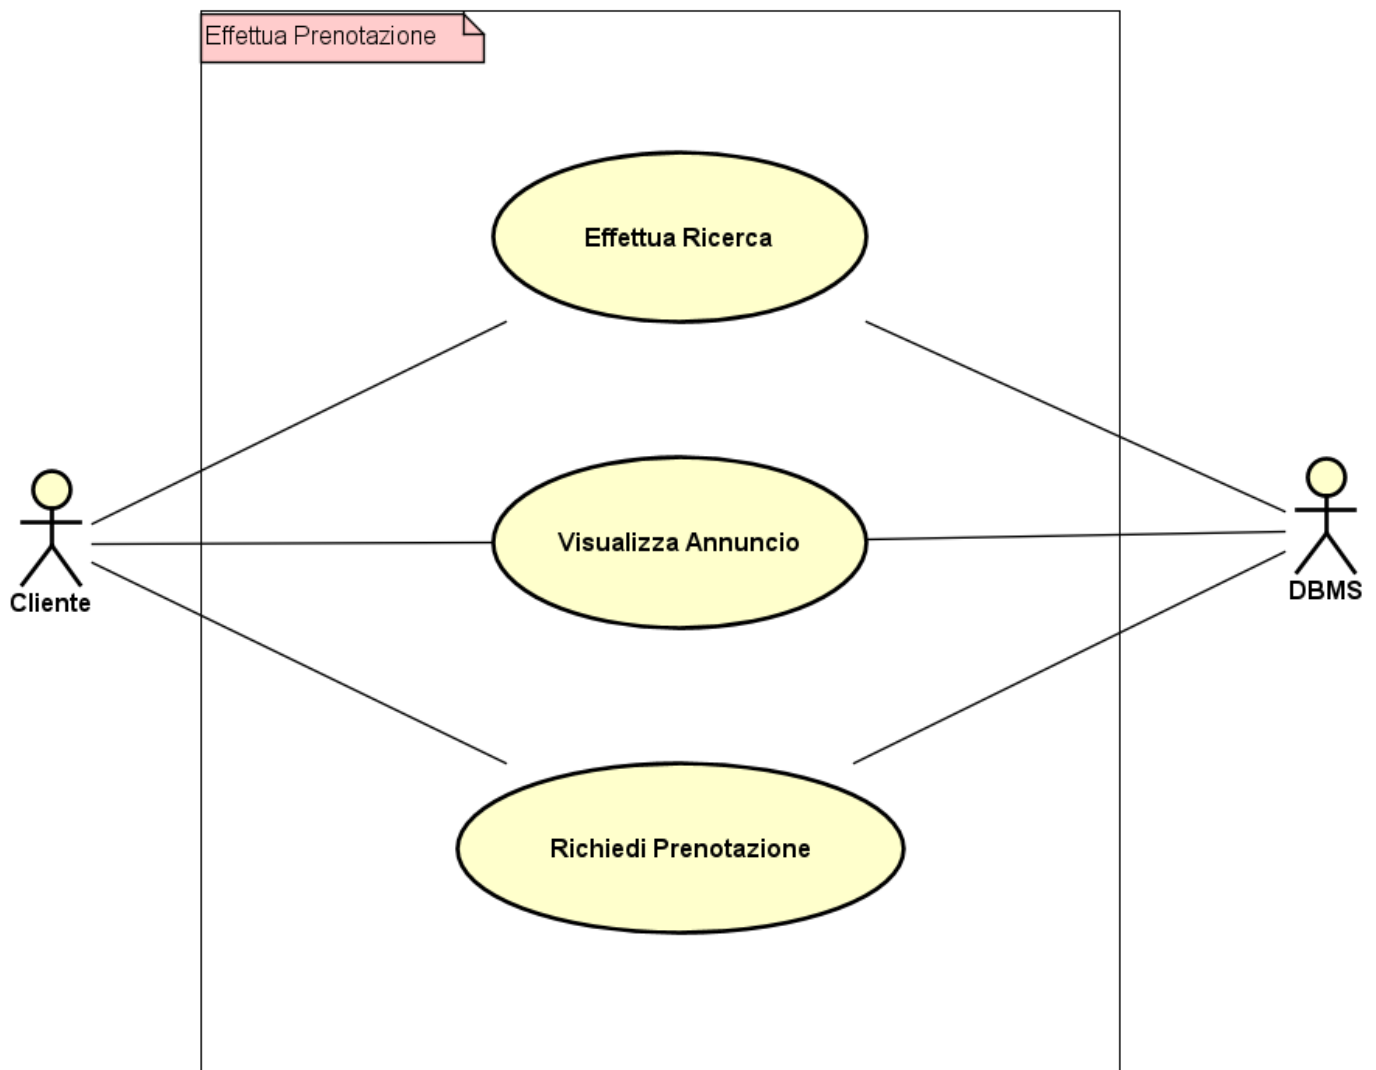 Effettua Prenotazione
Effettua Ricerca
Visualizza Annuncio
Cliente
DBMS
Richiedi Prenotazione